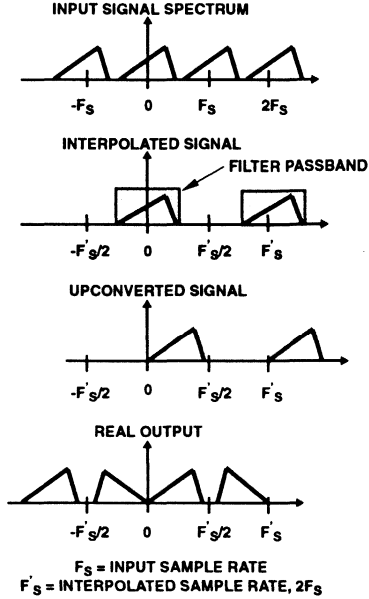 INPUT SIGNAL SPECTRUM
-FS 0 FS 2FS
INTERPOLATED SIGNAL
FILTER PASSBAND
-F'S/2 0 F'S/2 F'S
UPCONVERTED SIGNAL
-F'S/2 0 F'S/2 F'S
REAL OUTPUT
-F'S/2 0 F'S/2 F'S
FS = INPUT SAMPLE RATE
F'S = INTERPOLATED SAMPLE RATE, 2FS